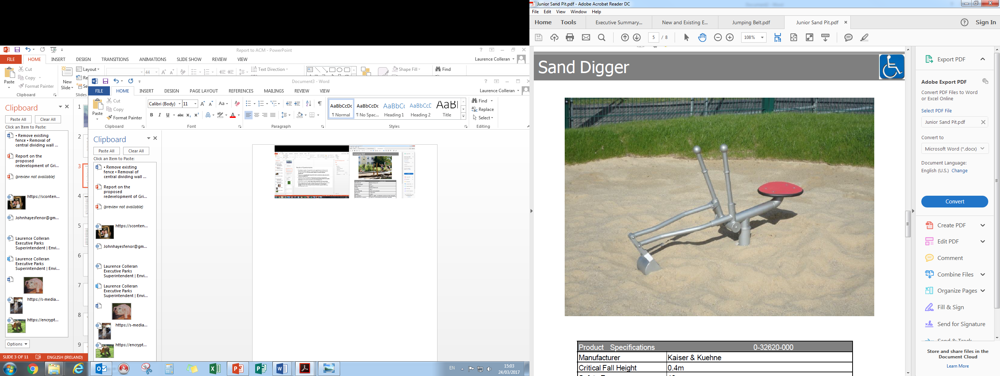 Report to ACM - PowerPoint
Laurence Colleran
FILE HOME INSERT DESIGN TRANSITIONS ANIMATIONS SLIDE SHOW REVIEW VIEW
Paste
Cut
Copy
Format Painter
Clipboard
New
Slide
Layout
Re
Se
Slides
44
Text Direction
Shape Fill
Find
Clipboard
Paste All Clear All
Click an Item to Paste:
• Remove existing
fence • Removal of
central dividing wall ...
Report on the
proposed
redevelopment of Gri...
(preview not available)
https://sconten...
Johnhayesfenor@gm...
Laurence Colleran
Executive Parks
Superintendent | Envi...
Laurence Colleran
Executive Parks
Superintendent | Envi...
https://s-media...
https://encrypt...
Options
1
2
3
4
5
6
7
8
9
SLIDE 3 OF 11 ENGLISH (IRELAND)
Document3 - Word
FILE HOME INSERT DESIGN PAGE LAYOUT REFERENCES MAILINGS REVIEW VIEW
Laurence Colleran
Paste
Cut
Copy
Format Painter
Clipboard
Calibri (Body) 11
Font
Paragraph
AaBbCcDc AaBbCcDc AaBbCc AaBbCcD AaB
¶ Normal ¶ No Spac... Heading 1 Heading 2 Title
Styles
Find
Replace
Select
Editing
Clipboard
Paste All Clear All
Click an Item to Paste:
• Remove existing
fence • Removal of
central dividing wall ...
Report on the
proposed
redevelopment of Gri...
(preview not available)
https://sconten...
Johnhayesfenor@gm...
Laurence Colleran
Executive Parks
Superintendent | Envi...
Laurence Colleran
Executive Parks
Superintendent | Envi...
https://s-media...
https://encrypt...
Jumping Belt
Results of Questionnaires
EN
15:03
24/03/2017
Junior Sand Pit.pdf - Adobe Acrobat Reader DC
File Edit View Window Help
Home Tools Executive Summary... New and Existing E... Jumping Belt.pdf Junior Sand Pit.pdf Sign In
5 / 8 108%
Sand Digger
Product Specifications 0-32620-000
Manufacturer Kaiser & Kuehne
Critical Fall Height 0.4m
Export PDF
Adobe Export PDF
Convert PDF Files to Word
or Excel Online
Select PDF File
Junior Sand Pit.pdf
Convert to
Microsoft Word (*.docx)
Document Language:
English (U.S.) Change
Convert
Create PDF
Edit PDF
Comment
Combine Files
Organize Pages
Fill & Sign
Send for Signature
Send & Track
Store and share files in the
Document Cloud
Learn More